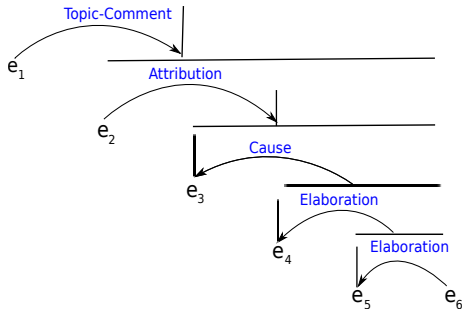 Topic-Comment
e1
Attribution
e2
Cause
e3
Elaboration
e4
Elaboration
e5 e6